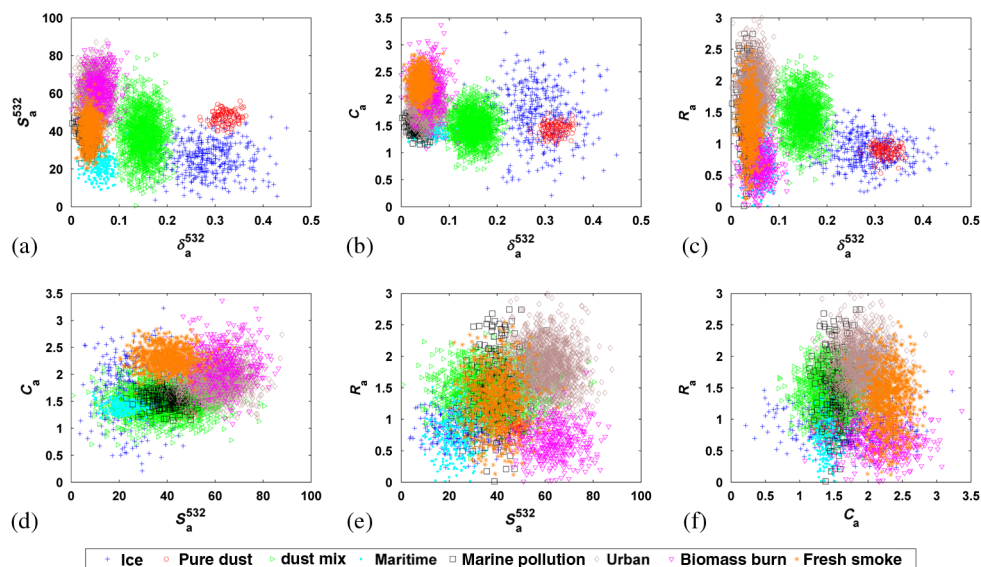 100
80
60
40
20
0
0 0.1 0.2 0.3 0.4 0.5
S_a^532
δ_a^532
(a)
3.5
3
2.5
2
1.5
1
0.5
0
0 0.1 0.2 0.3 0.4 0.5
C_a
δ_a^532
(b)
3
2.5
2
1.5
1
0.5
0
0 0.1 0.2 0.3 0.4 0.5
R_a
δ_a^532
(c)
3.5
3
2.5
2
1.5
1
0.5
0
0 20 40 60 80 100
C_a
S_a^532
(d)
3
2.5
2
1.5
1
0.5
0
0 20 40 60 80 100
R_a
S_a^532
(e)
3
2.5
2
1.5
1
0.5
0
0 0.5 1 1.5 2 2.5 3 3.5
R_a
C_a
(f)
Ice Pure dust dust mix Maritime Marine pollution Urban Biomass burn Fresh smoke